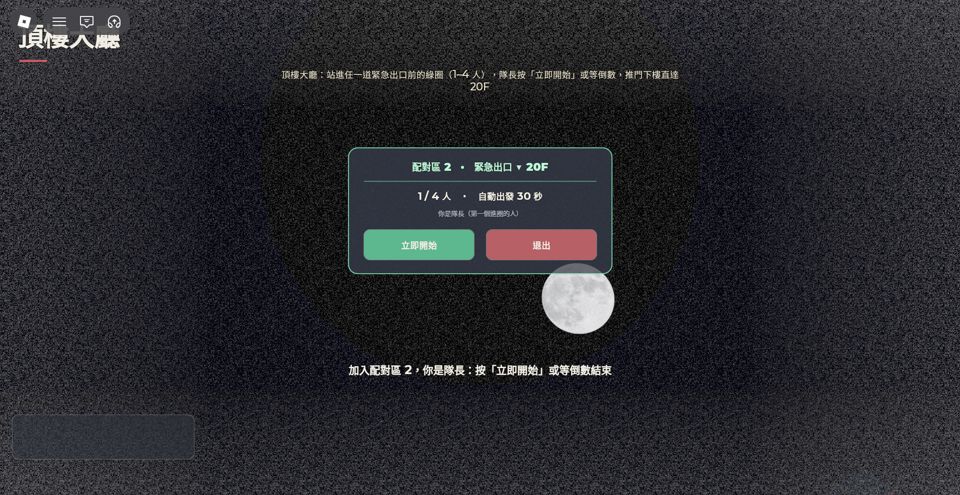 頂樓大廳
頂樓大廳：站進任一道緊急出口前的綠圈（1–4 人），隊長按「立即開始」或等倒數，推門下樓直達
20F
配對區 2 • 緊急出口 ▼ 20F
1 / 4 人 • 自動出發 30 秒
你是隊長（第一個進圈的人）
立即開始
退出
加入配對區 2，你是隊長：按「立即開始」或等倒數結束